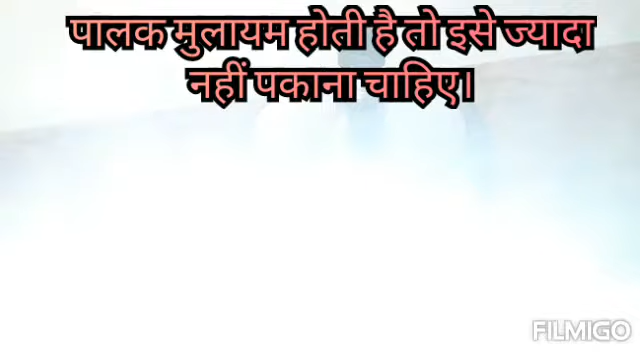 पालक मुलायम होती है तो इसे ज्यादा
नहीं पकाना चाहिए।
FILMIGO